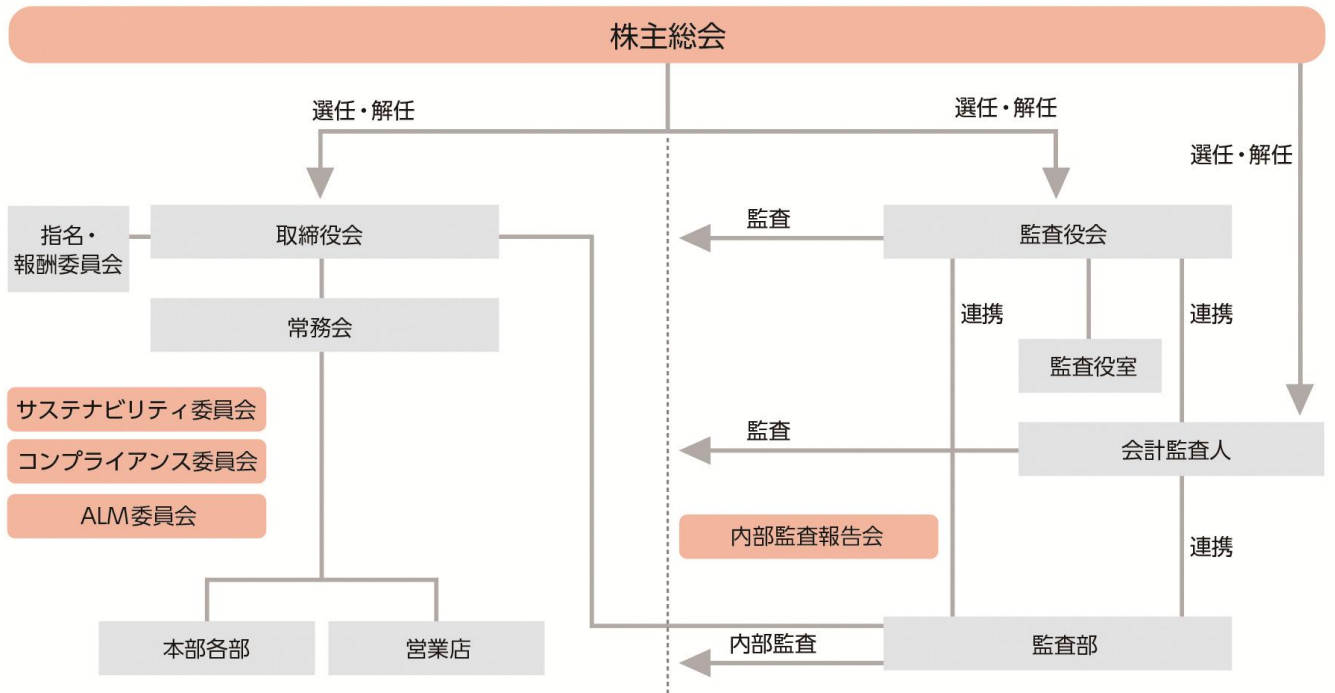 株主総会
選任・解任
選任・解任
選任・解任
指名・
報酬委員会
取締役会
監査
監査役会
常務会
連携
連携
監査役室
サステナビリティ委員会
コンプライアンス委員会
ALM委員会
監査
会計監査人
内部監査報告会
連携
本部各部
営業店
内部監査
監査部